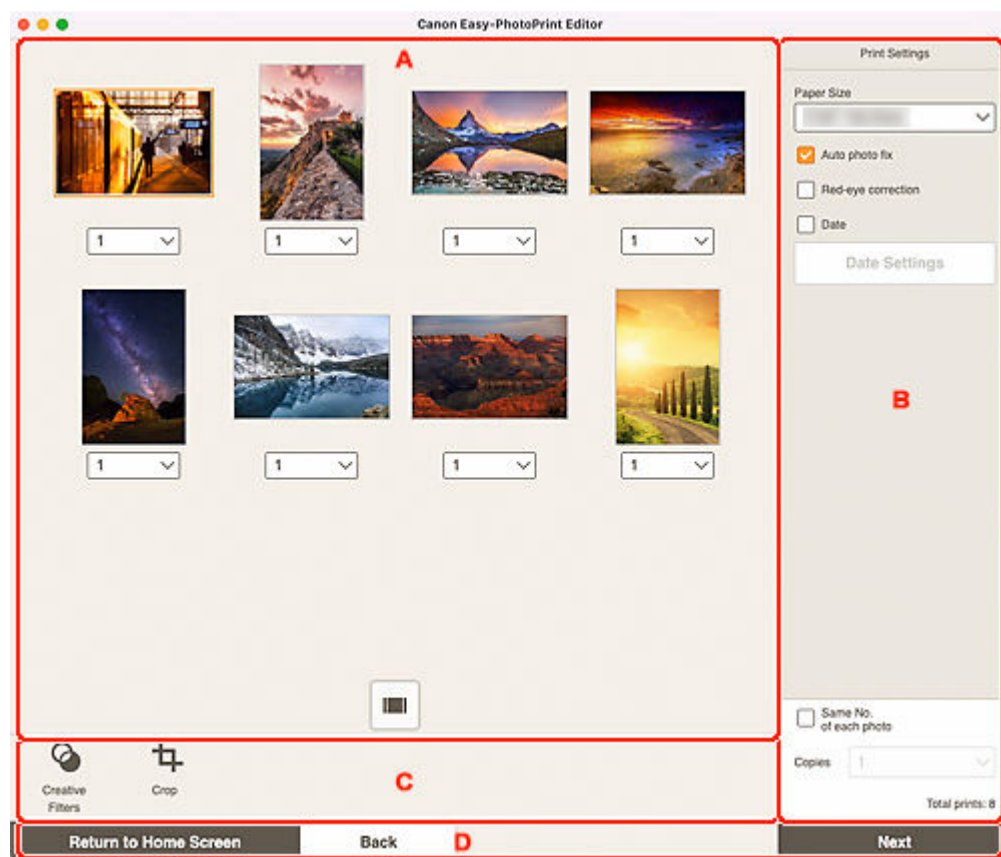 Canon Easy-PhotoPrint Editor
A
Print Settings
Paper Size
Auto photo fix
Red-eye correction
Date
Date Settings
1
1
1
1
1
1
1
1
B
Same No.
of each photo
Copies
1
Total prints: 8
Creative
Filters
Crop
C
Return to Home Screen
Back
D
Next